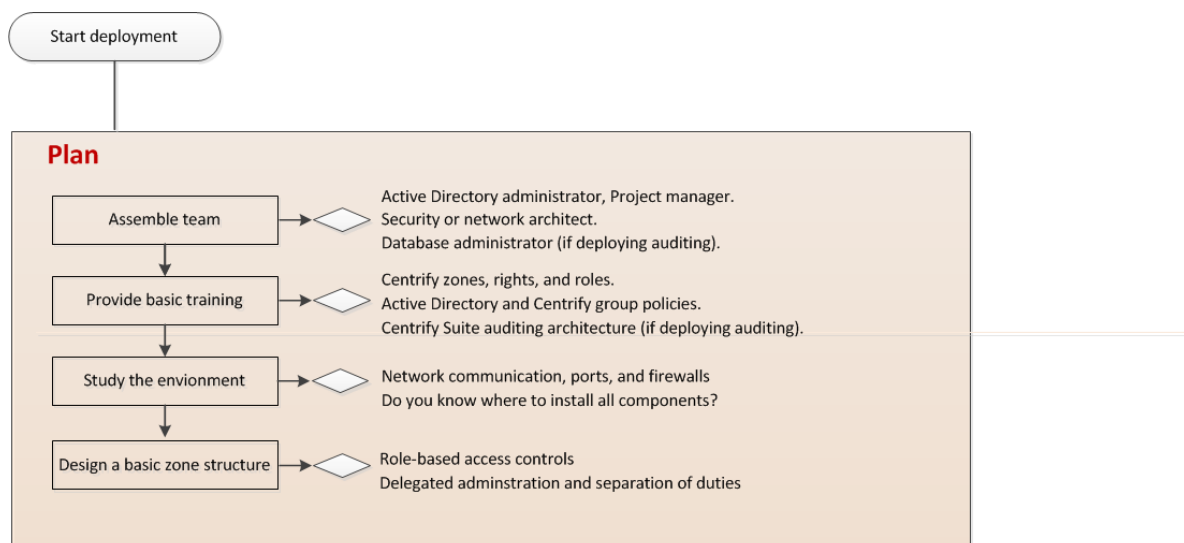 Start deployment
Plan
Assemble team
Active Directory administrator, Project manager.
Security or network architect.
Database administrator (if deploying auditing).
Provide basic training
Centrify zones, rights, and roles.
Active Directory and Centrify group policies.
Centrify Suite auditing architecture (if deploying auditing).
Study the envionment
Network communication, ports, and firewalls
Do you know where to install all components?
Design a basic zone structure
Role-based access controls
Delegated adminstration and separation of duties